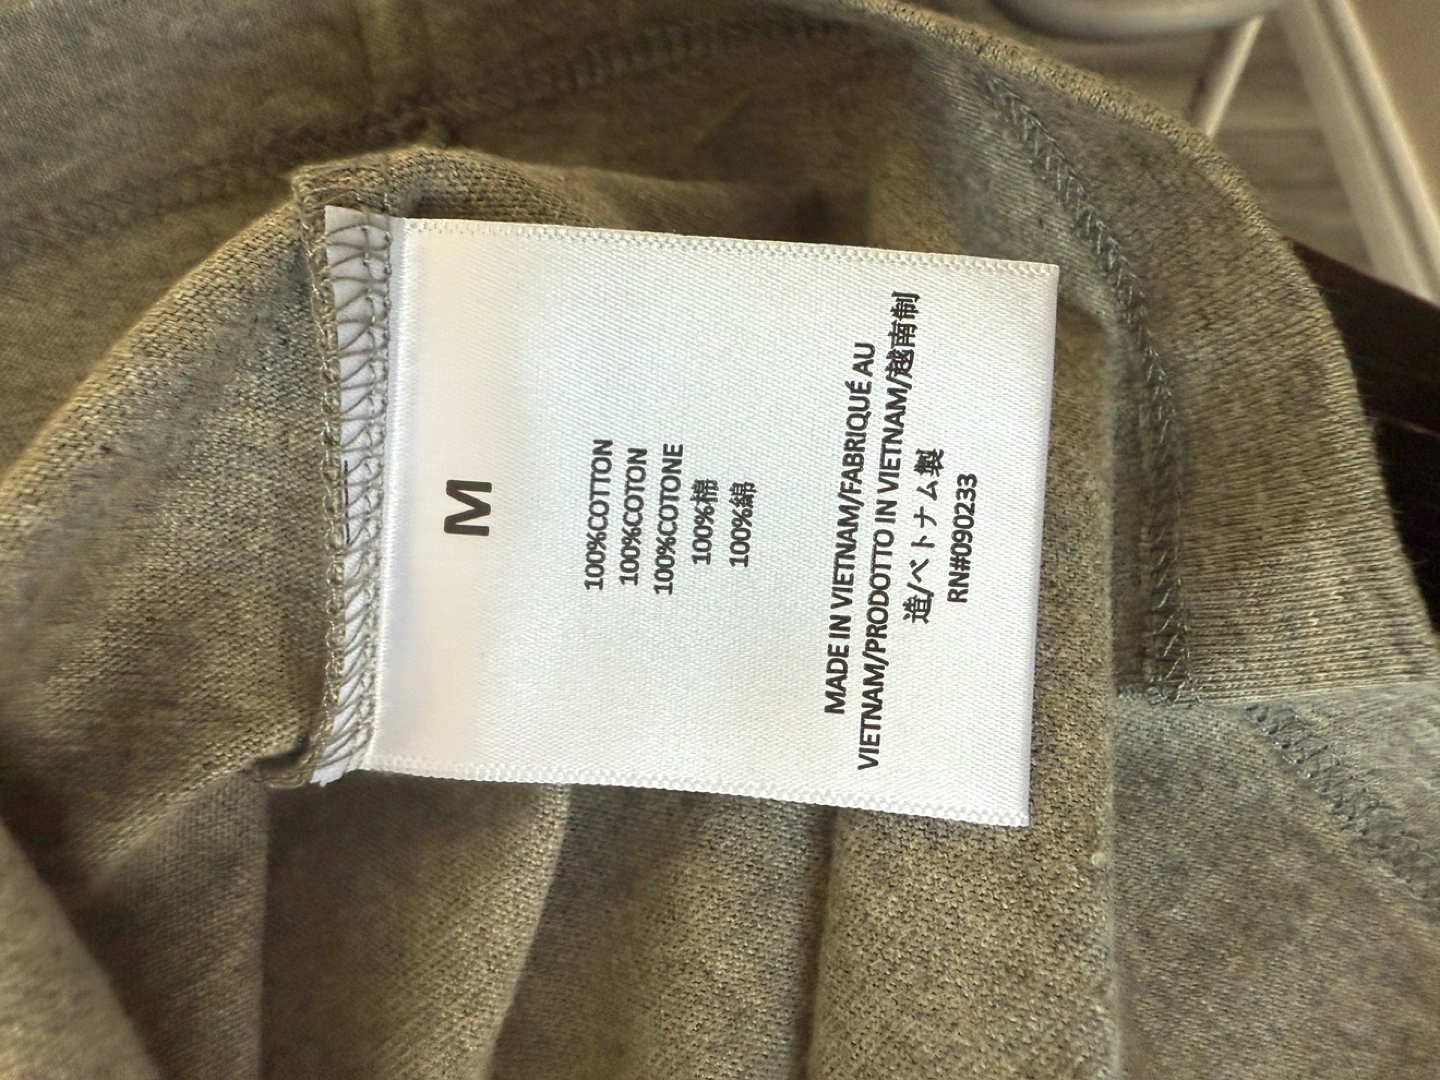 M
100%COTTON
100%COTON
100%COTONE
100%棉
100%綿
MADE IN VIETNAM/FABRIQUÉ AU
VIETNAM/PRODOTTO IN VIETNAM/越南制
造/ベトナム製
RN#090233